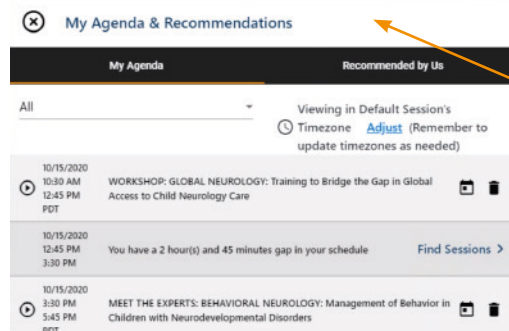 My Agenda & Recommendations
My Agenda
Recommended by Us
All
Viewing in Default Session's
Timezone Adjust (Remember to
update timezones as needed)
10/15/2020
10:30 AM
12:45 PM
PDT
WORKSHOP: GLOBAL NEUROLOGY: Training to Bridge the Gap in Global
Access to Child Neurology Care
10/15/2020
12:45 PM
3:30 PM
You have a 2 hour(s) and 45 minutes gap in your schedule
Find Sessions >
10/15/2020
3:30 PM
5:45 PM
PDT
MEET THE EXPERTS: BEHAVIORAL NEUROLOGY: Management of Behavior in
Children with Neurodevelopmental Disorders